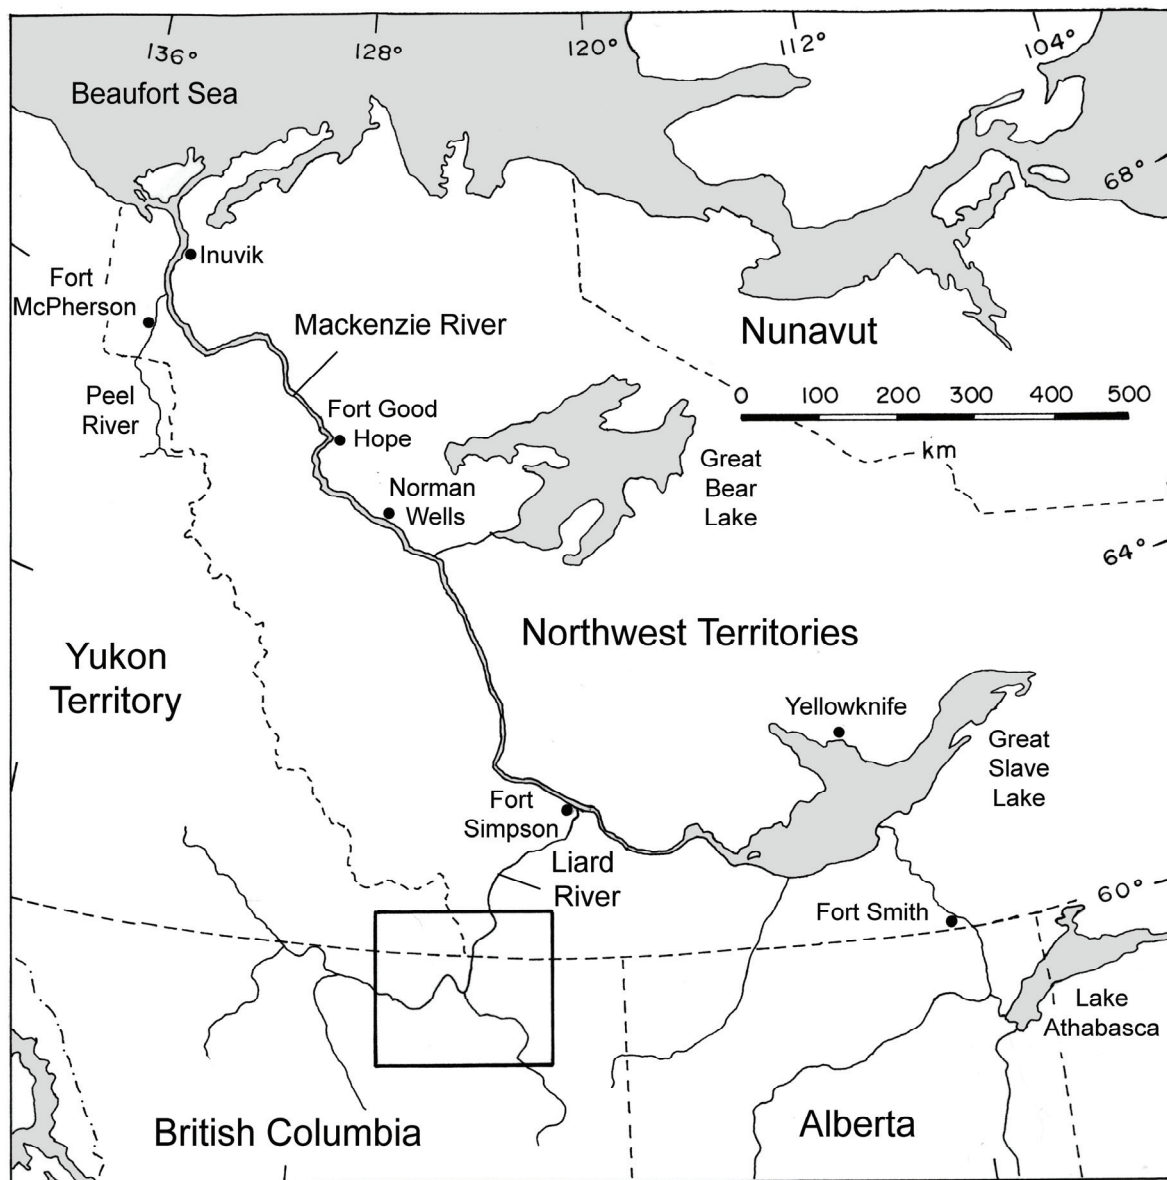 136°
128°
120°
112°
104°
Beaufort Sea
68°
Inuvik
Fort
McPherson
Mackenzie River
Nunavut
Peel
River
0 100 200 300 400 500
km
Fort Good
Hope
Great
Bear
Lake
Norman
Wells
64°
Northwest Territories
Yukon
Territory
Yellowknife
Great
Slave
Lake
Fort
Simpson
Liard
River
60°
Fort Smith
Lake
Athabasca
British Columbia
Alberta